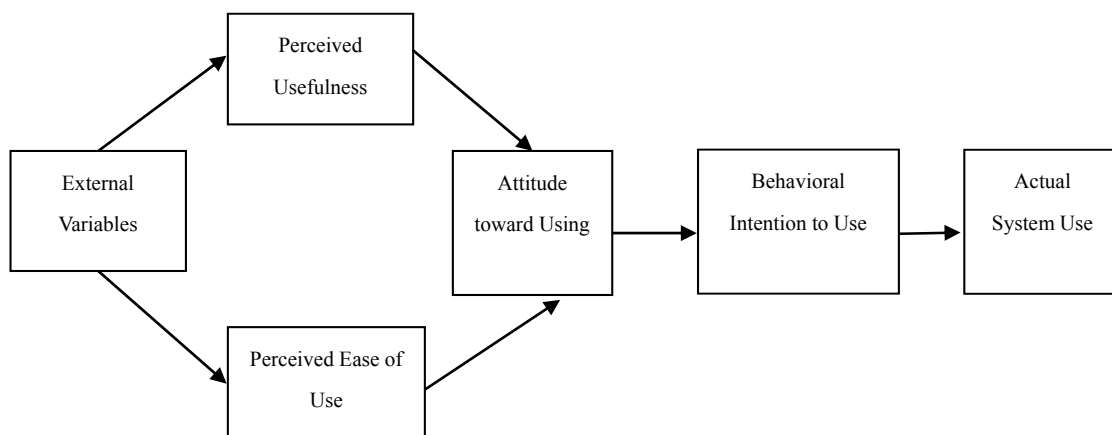 Perceived
Usefulness
External
Variables
Attitude
toward Using
Behavioral
Intention to Use
Actual
System Use
Perceived Ease of
Use